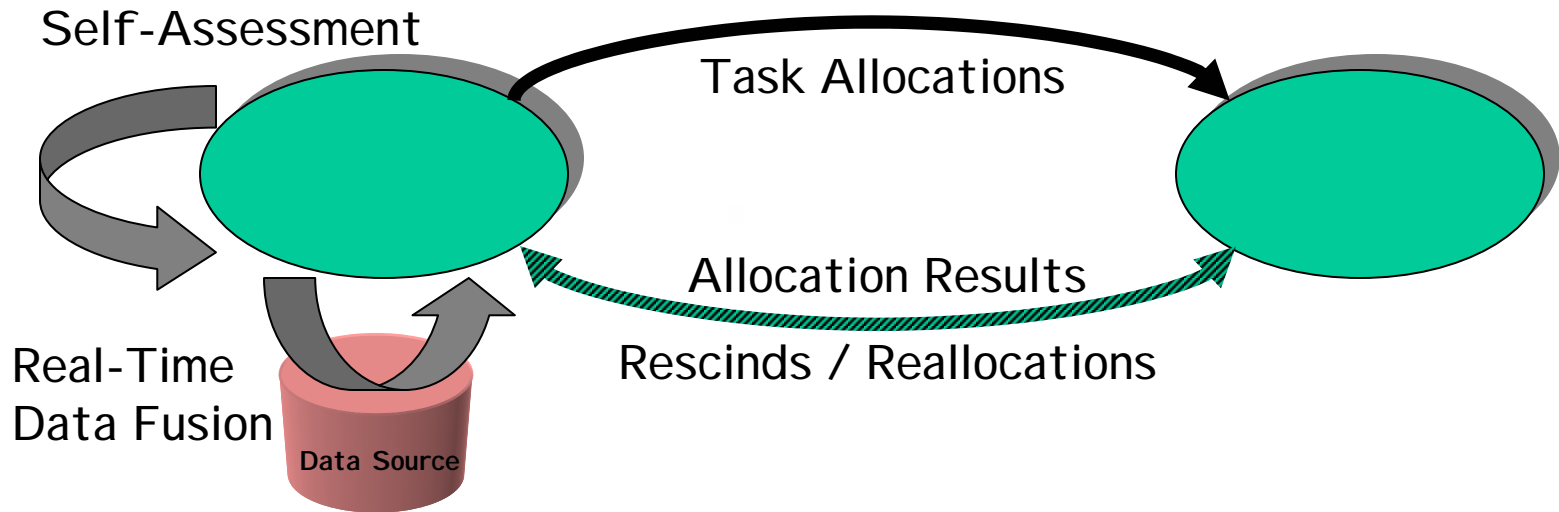 Self-Assessment
Task Allocations
Allocation Results
Rescinds / Reallocations
Real-Time
Data Fusion
Data Source